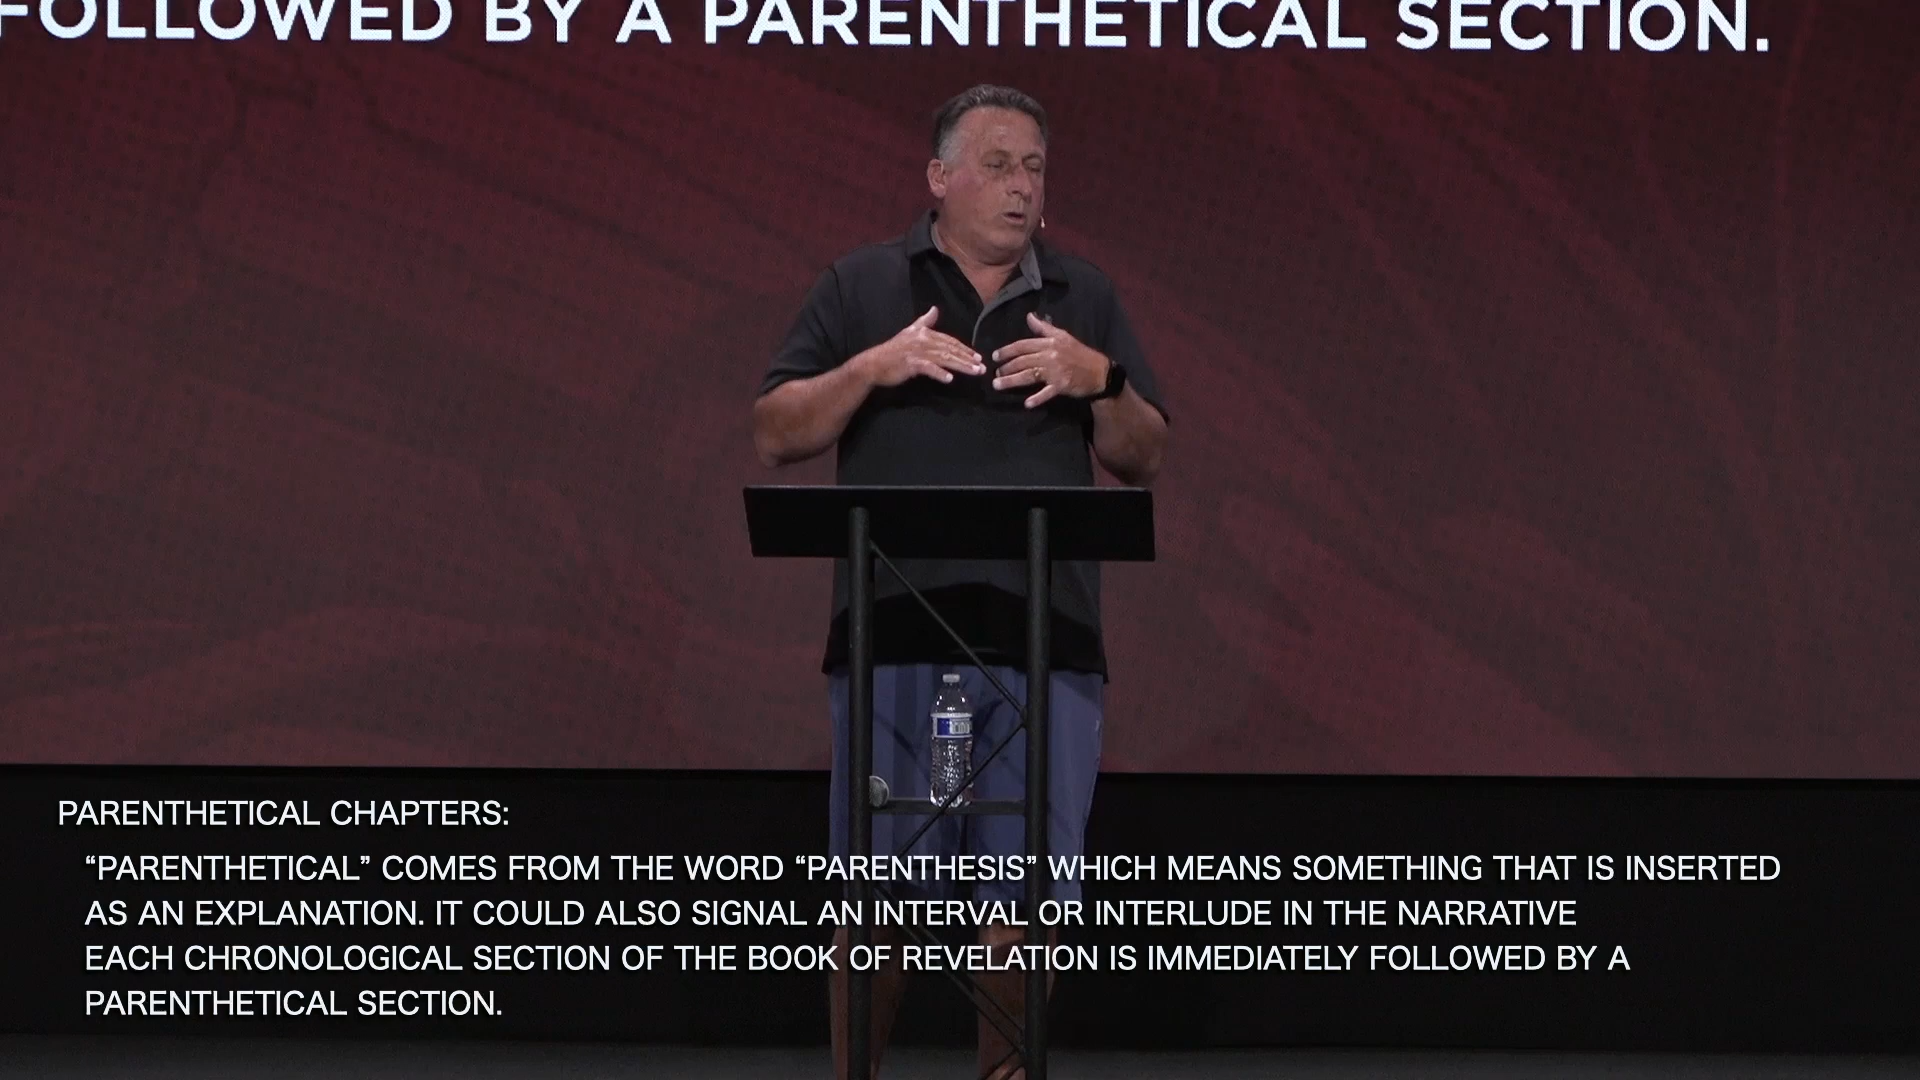 FOLLOWED BY A PARENTHETICAL SECTION.
PARENTHETICAL CHAPTERS:
“PARENTHETICAL” COMES FROM THE WORD “PARENTHESIS” WHICH MEANS SOMETHING THAT IS INSERTED
AS AN EXPLANATION. IT COULD ALSO SIGNAL AN INTERVAL OR INTERLUDE IN THE NARRATIVE
EACH CHRONOLOGICAL SECTION OF THE BOOK OF REVELATION IS IMMEDIATELY FOLLOWED BY A
PARENTHETICAL SECTION.